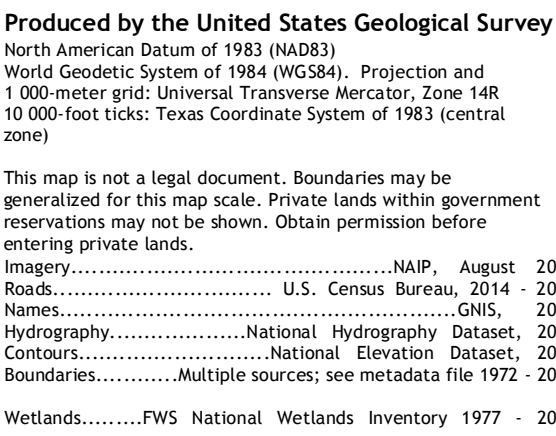 Produced by the United States Geological Survey
North American Datum of 1983 (NAD83)
World Geodetic System of 1984 (WGS84).  Projection and
1 000-meter grid: Universal Transverse Mercator, Zone 14R
10 000-foot ticks: Texas Coordinate System of 1983 (central
zone)
This map is not a legal document. Boundaries may be
generalized for this map scale. Private lands within government
reservations may not be shown. Obtain permission before
entering private lands.
Imagery.............................................NAIP, August 20
Roads.............................. U.S. Census Bureau, 2014 - 20
Names.......................................................GNIS, 20
Hydrography...................National Hydrography Dataset, 20
Contours...........................National Elevation Dataset, 20
Boundaries............Multiple sources; see metadata file 1972 - 20
Wetlands.........FWS National Wetlands Inventory 1977 - 20